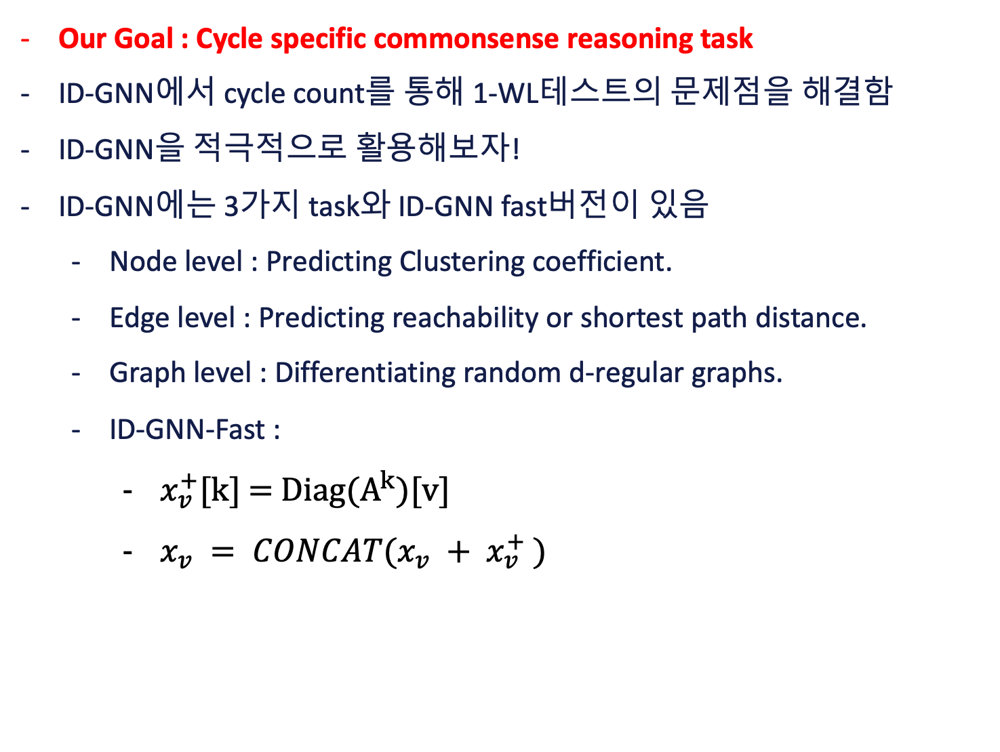 - Our Goal : Cycle specific commonsense reasoning task
- ID-GNN에서 cycle count를 통해 1-WL테스트의 문제점을 해결함
- ID-GNN을 적극적으로 활용해보자!
- ID-GNN에는 3가지 task와 ID-GNN fast버전이 있음
- Node level : Predicting Clustering coefficient.
- Edge level : Predicting reachability or shortest path distance.
- Graph level : Differentiating random d-regular graphs.
- ID-GNN-Fast :
- $x_v^+[k] = \mathrm{Diag}(A^k)[v]$
- $x_v = CONCAT(x_v + x_v^+)$